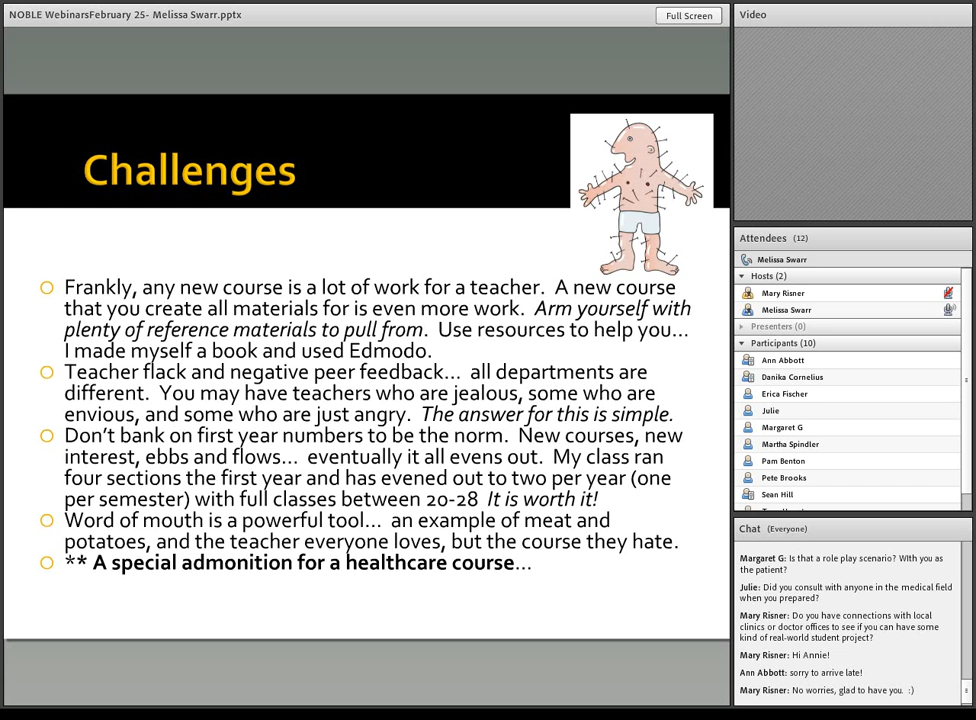 NOBLE WebinarsFebruary 25- Melissa Swarr.pptx
Full Screen
Challenges
Frankly, any new course is a lot of work for a teacher. A new course
that you create all materials for is even more work. Arm yourself with
plenty of reference materials to pull from. Use resources to help you...
I made myself a book and used Edmodo.
Teacher flack and negative peer feedback... all departments are
different. You may have teachers who are jealous, some who are
envious, and some who are just angry. The answer for this is simple.
Don't bank on first year numbers to be the norm. New courses, new
interest, ebbs and flows... eventually it all evens out. My class ran
four sections the first year and has evened out to two per year (one
per semester) with full classes between 20-28 It is worth it!
Word of mouth is a powerful tool... an example of meat and
potatoes, and the teacher everyone loves, but the course they hate.
** A special admonition for a healthcare course...
Video
Attendees (12)
Melissa Swarr
Hosts (2)
Mary Risner
Melissa Swarr
Presenters (0)
Participants (10)
Ann Abbott
Danika Cornelius
Erica Fischer
Julie
Margaret G
Martha Spindler
Pam Benton
Pete Brooks
Sean Hill
Chat (Everyone)
Margaret G: Is that a role play scenario? WIth you as
the patient?
Julie: Did you consult with anyone in the medical field
when you prepared?
Mary Risner: Do you have connections with local
clinics or doctor offices to see if you can have some
kind of real-world student project?
Mary Risner: Hi Annie!
Ann Abbott: sorry to arrive late!
Mary Risner: No worries, glad to have you. :)